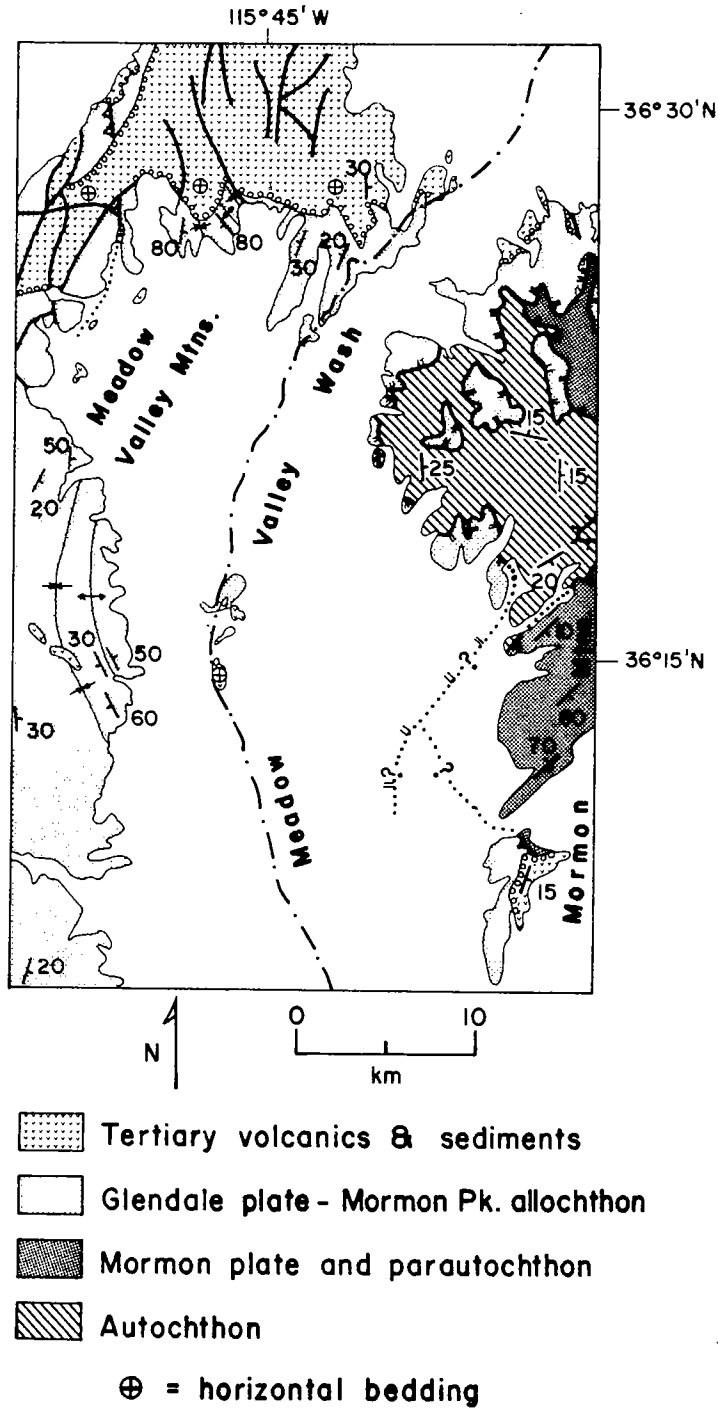 115° 45' W
36° 30' N
30
80
80
20
30
Meadow
Valley Mtns.
Wash
Valley
50
20
15
25
15
20
30
50
60
30
36° 15' N
80
70
Meadow
Mormon
15
20
N
0 10
km
Tertiary volcanics & sediments
Glendale plate - Mormon Pk. allochthon
Mormon plate and parautochthon
Autochthon
⊕ = horizontal bedding